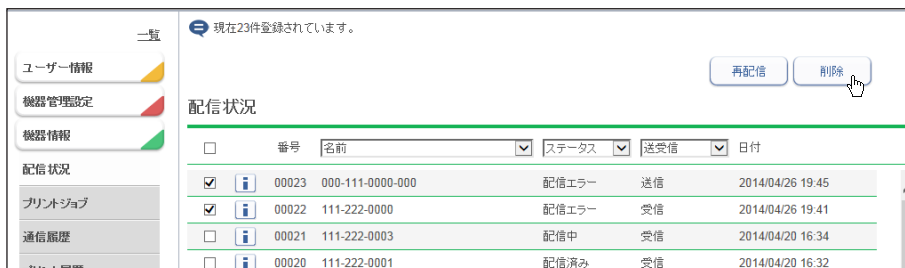 現在23件登録されています。
一覧
ユーザー情報
機器管理設定
機器情報
配信状況
プリントジョブ
通信履歴
再配信 削除
配信状況
番号 名前 ステータス 送受信 日付
00023 000-111-0000-000 配信エラー 送信 2014/04/26 19:45
00022 111-222-0000 配信エラー 受信 2014/04/26 19:41
00021 111-222-0003 配信中 受信 2014/04/20 16:34
00020 111-222-0001 配信済み 受信 2014/04/20 16:32